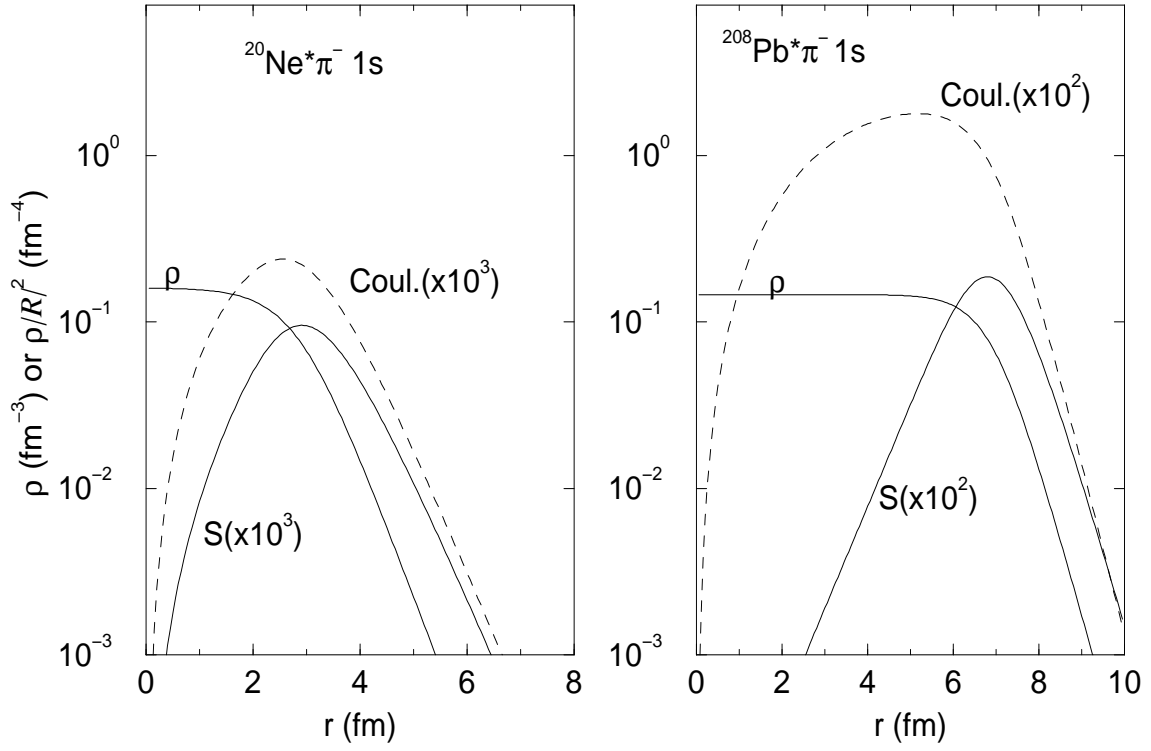 ²⁰Ne*π⁻ 1s
ρ
Coul.(x10³)
S(x10³)
10⁰
10⁻¹
10⁻²
10⁻³
0 2 4 6 8
r (fm)
ρ (fm⁻³) or ρ/R/² (fm⁻⁴)
²⁰⁸Pb*π⁻ 1s
Coul.(x10²)
ρ
S(x10²)
10⁰
10⁻¹
10⁻²
10⁻³
0 2 4 6 8 10
r (fm)